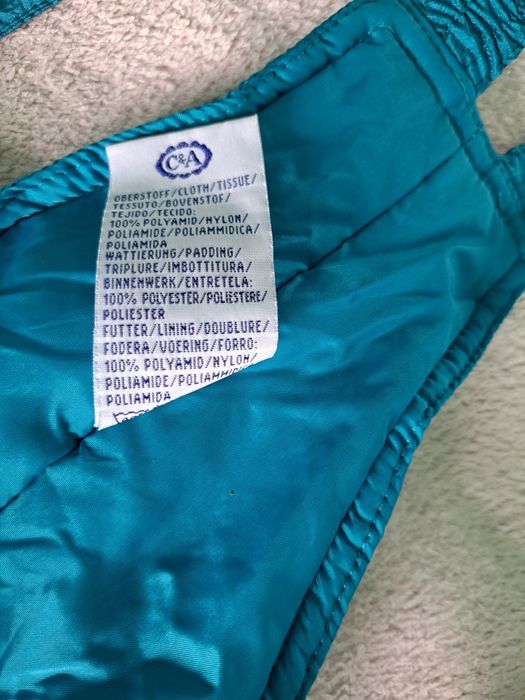 C&A
OBERSTOFF/CLOTH/TISSUE/
TESSUTO/BOVENSTOF/
TEJIDO/TECIDO:
100% POLYAMID/NYLON/
POLIAMIDE/POLIAMMIDICA/
POLIAMIDA
WATTIERUNG/PADDING/
TRIPLURE/IMBOTTITURA/
BINNENWERK/ENTRETELA:
100% POLYESTER/POLIESTERE/
POLIESTER
FUTTER/LINING/DOUBLURE/
FODERA/VOERING/FORRO:
100% POLYAMID/NYLON/
POLIAMIDE/POLIAMMIDICA/
POLIAMIDA